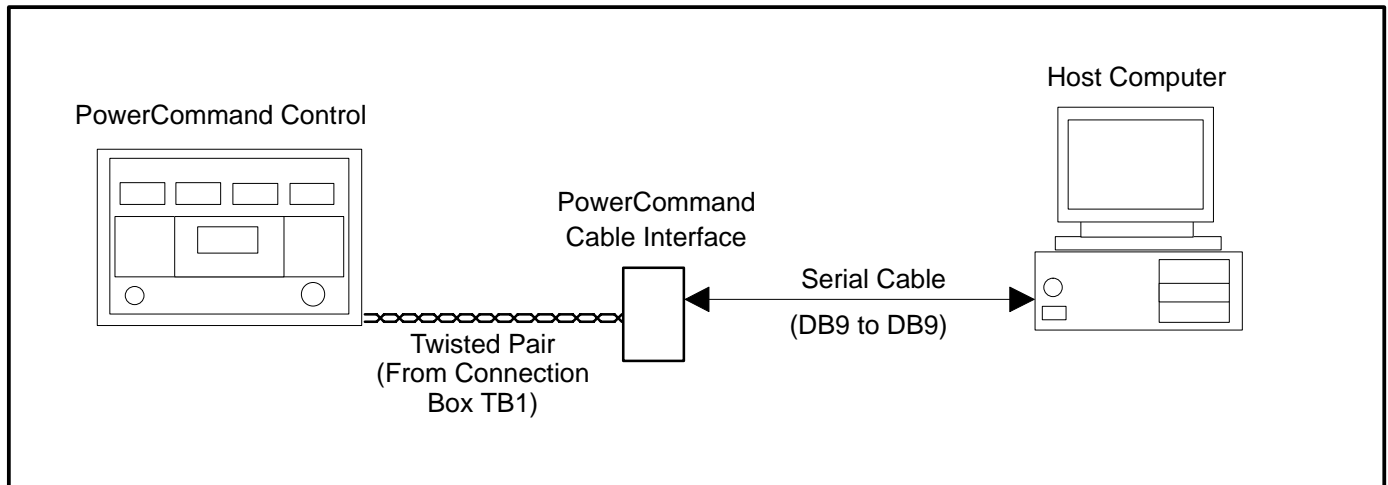 PowerCommand Control
Host Computer
PowerCommand
Cable Interface
Serial Cable
(DB9 to DB9)
Twisted Pair
(From Connection
Box TB1)